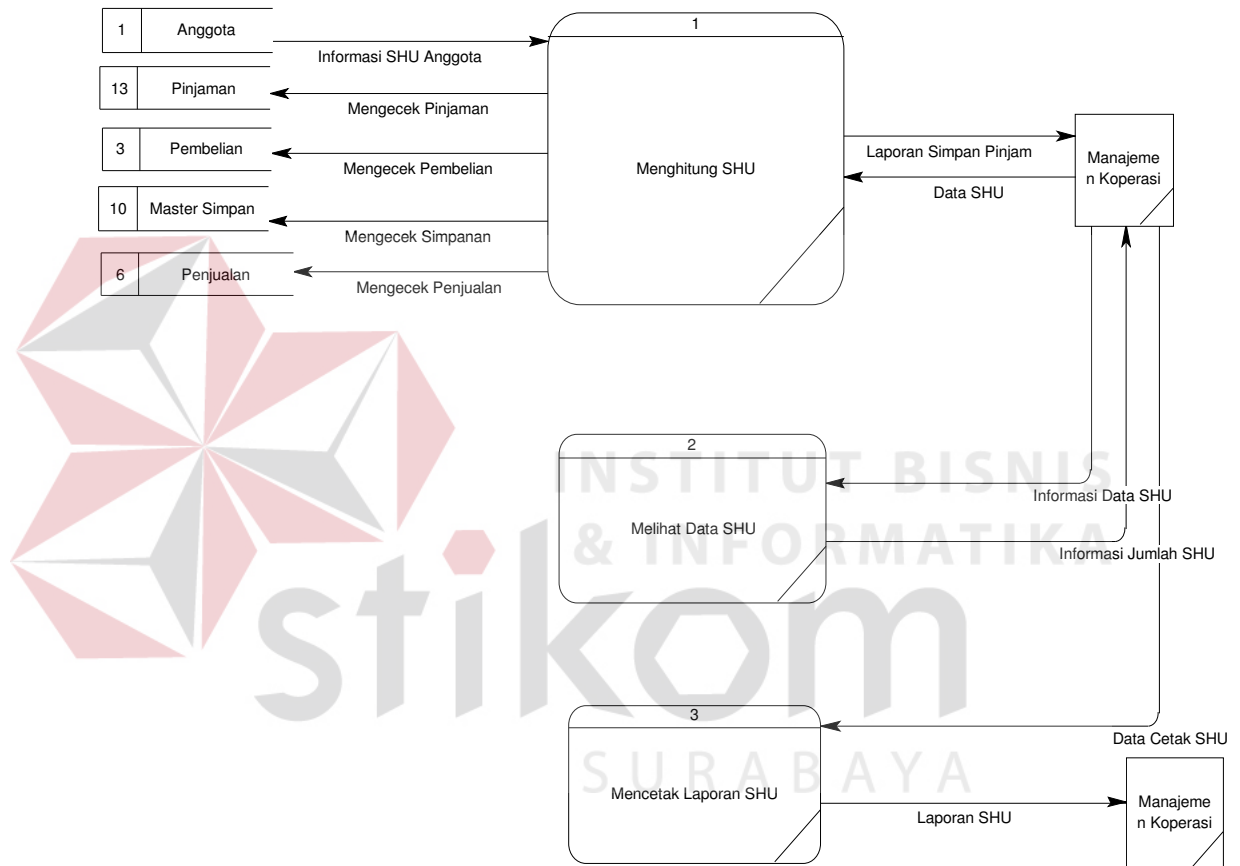 1 Anggota
Informasi SHU Anggota
13 Pinjaman
Mengecek Pinjaman
3 Pembelian
Mengecek Pembelian
10 Master Simpan
Mengecek Simpanan
6 Penjualan
Mengecek Penjualan
1
Menghitung SHU
Laporan Simpan Pinjam
Data SHU
Manajeme
n Koperasi
2
Melihat Data SHU
Informasi Data SHU
Informasi Jumlah SHU
INSTITUT BISNIS
& INFORMATIKA
stikom
SURABAYA
3
Mencetak Laporan SHU
Data Cetak SHU
Laporan SHU
Manajeme
n Koperasi